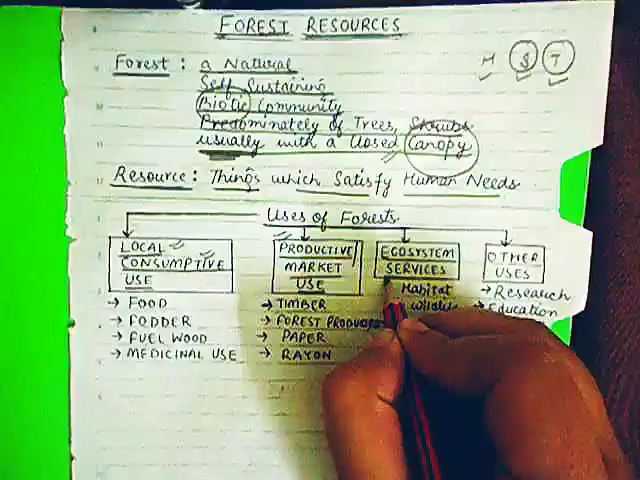 FOREST RESOURCES
Forest : a Natural
H S T
Self Sustaining
Biotic Community
Predominately of Trees, Shrubs
usually with a Closed Canopy
Resource : Things which Satisfy Human Needs
Uses of Forests
LOCAL
CONSUMPTIVE
USE
→ FOOD
→ FODDER
→ FUEL WOOD
→ MEDICINAL USE
PRODUCTIVE/
MARKET
USE
→ TIMBER
→ FOREST PRODUCE
→ PAPER
→ RAYON
ECOSYSTEM
SERVICES
Habitat
Wildlife
OTHER
USES
→ Research
→ Education